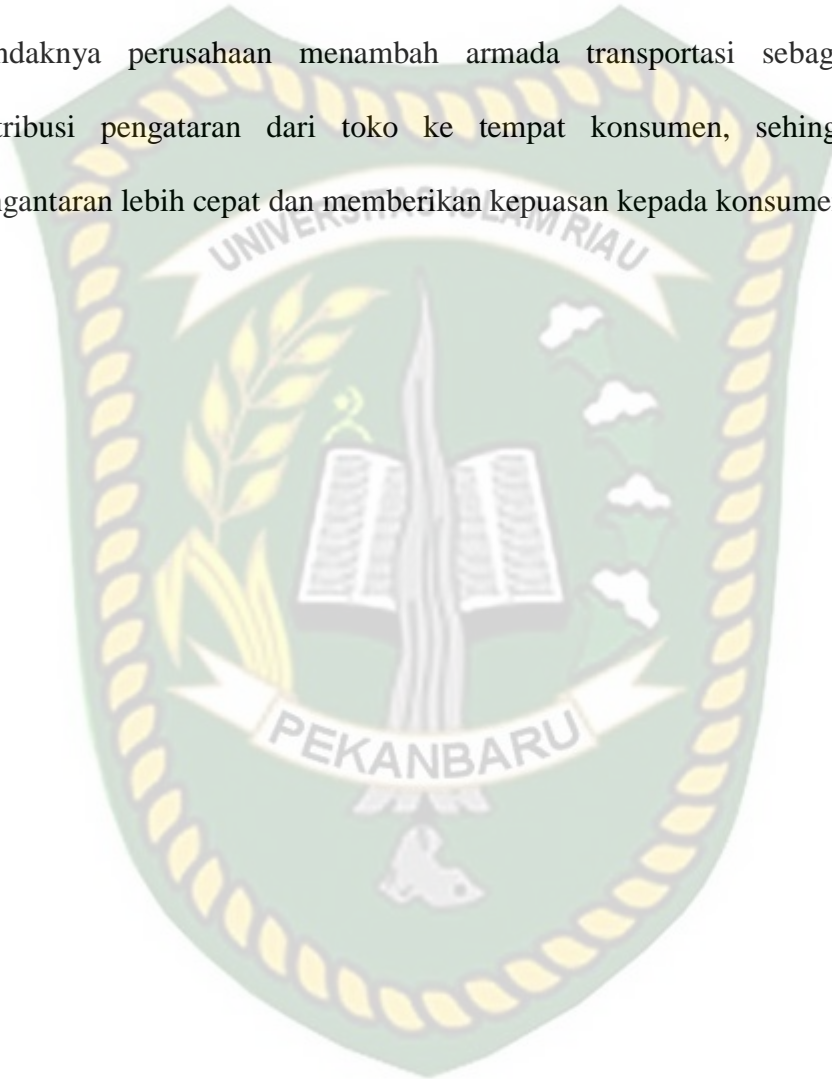 ndaknya perusahaan menambah armada transportasi sebag
tribusi pengataran dari toko ke tempat konsumen, sehing
ngantaran lebih cepat dan memberikan kepuasan kepada konsume
UNIVERSITAS ISLAM RIAU
PEKANBARU